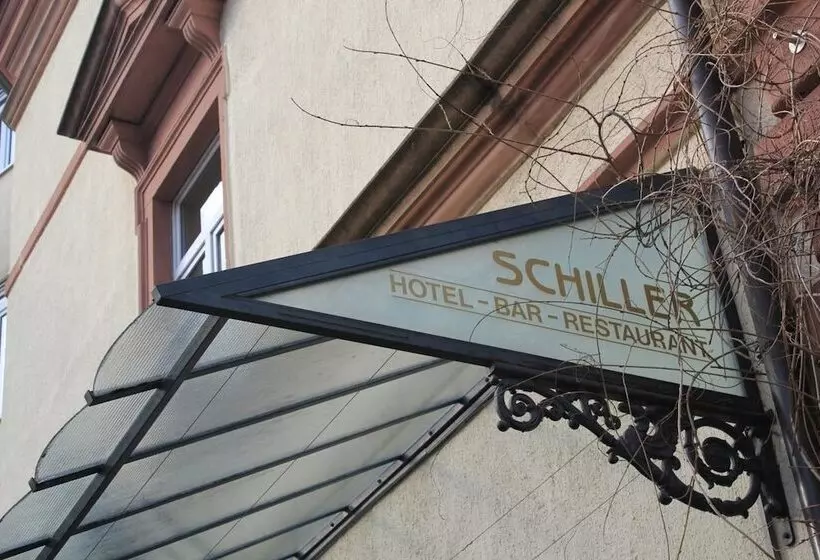 SCHILLER
HOTEL - BAR - RESTAURANT